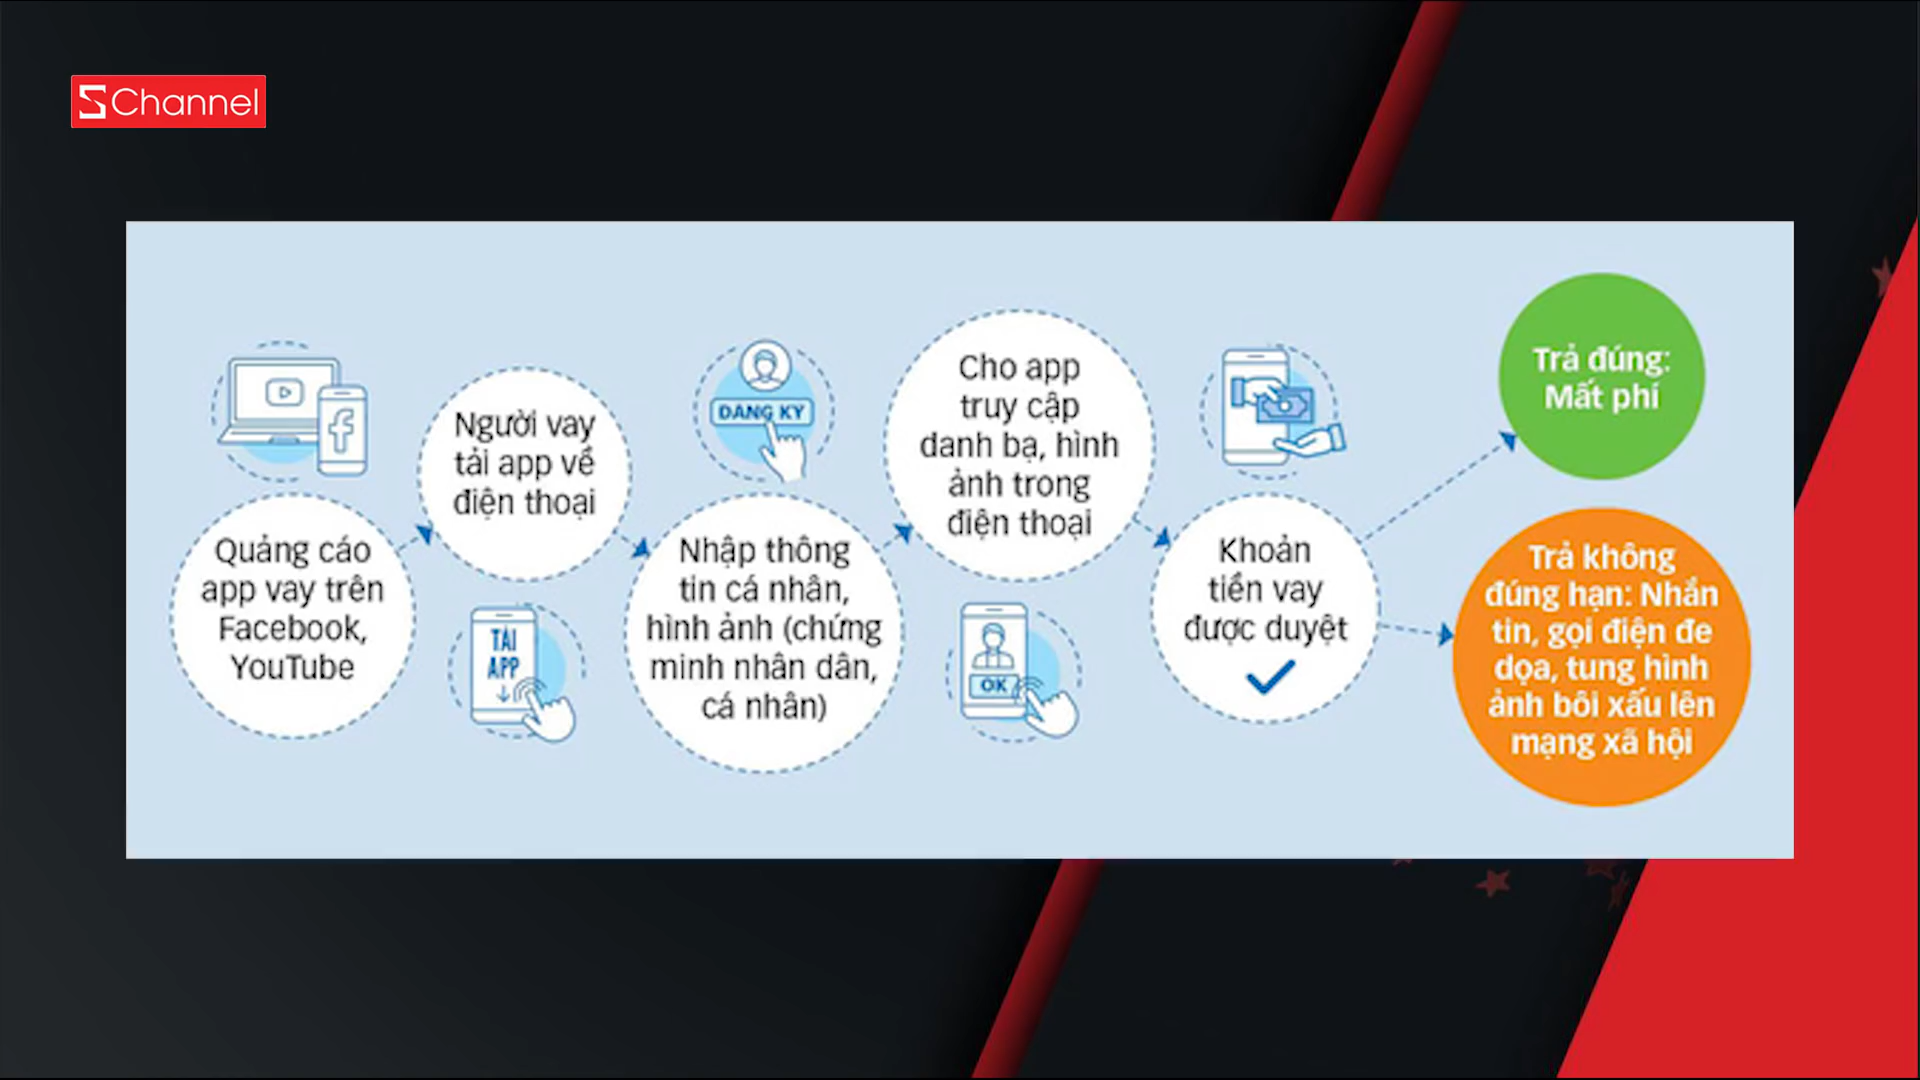 SChannel
Quảng cáo
app vay trên
Facebook,
YouTube
Người vay
tải app về
điện thoại
TẢI
APP
ĐĂNG KÝ
Nhập thông
tin cá nhân,
hình ảnh (chứng
minh nhân dân,
cá nhân)
Cho app
truy cập
danh bạ, hình
ảnh trong
điện thoại
OK
Khoản
tiền vay
được duyệt
Trả đúng:
Mất phí
Trả không
đúng hạn: Nhắn
tin, gọi điện đe
dọa, tung hình
ảnh bôi xấu lên
mạng xã hội